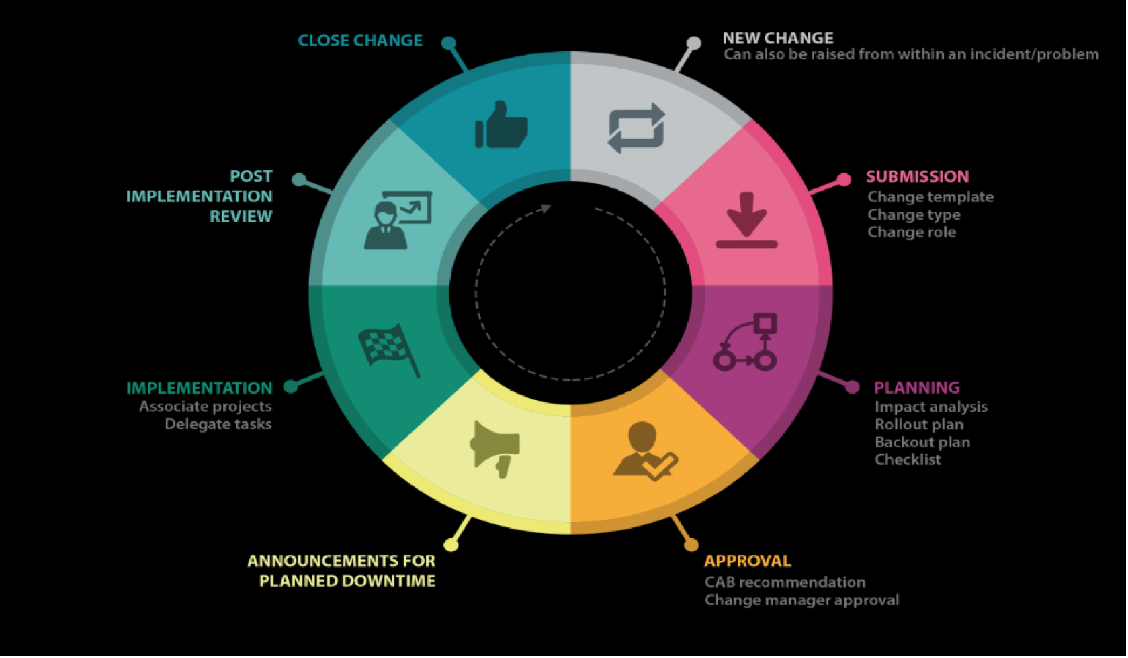 NEW CHANGE
Can also be raised from within an incident/problem
SUBMISSION
Change template
Change type
Change role
PLANNING
Impact analysis
Rollout plan
Backout plan
Checklist
APPROVAL
CAB recommendation
Change manager approval
ANNOUNCEMENTS FOR
PLANNED DOWNTIME
IMPLEMENTATION
Associate projects
Delegate tasks
POST
IMPLEMENTATION
REVIEW
CLOSE CHANGE